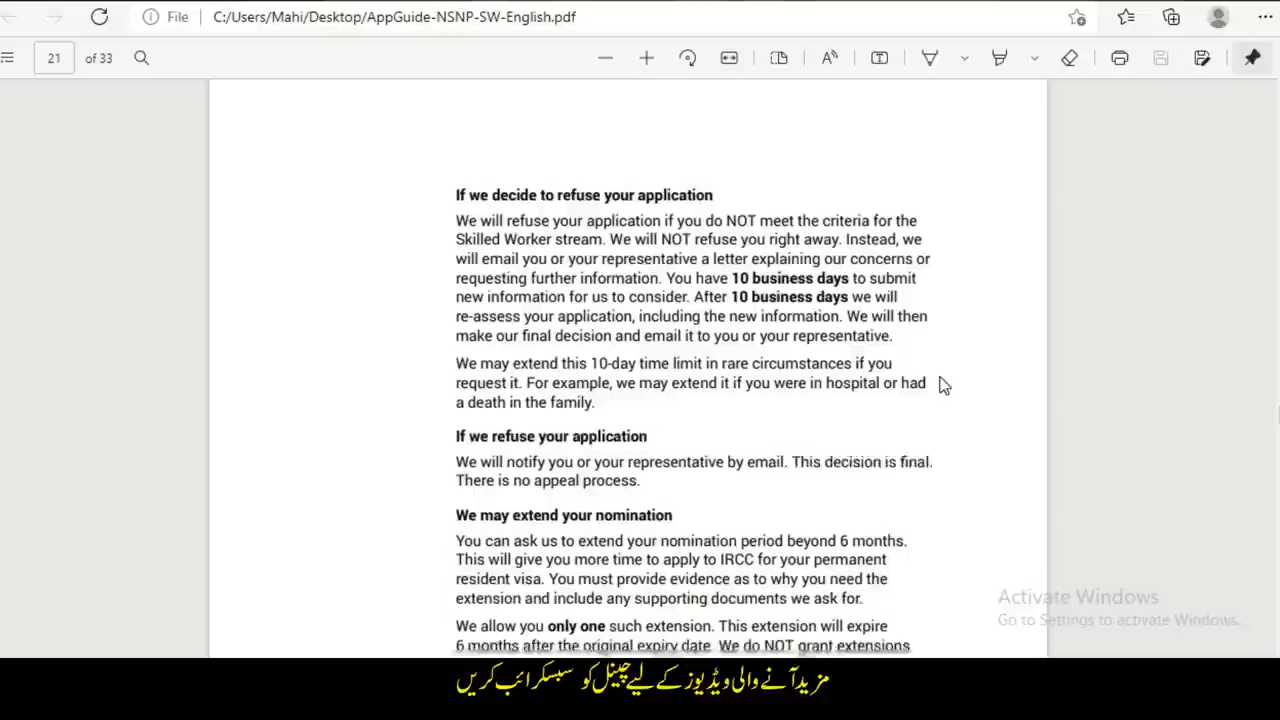 File C:/Users/Mahi/Desktop/AppGuide-NSNP-SW-English.pdf
21 of 33
If we decide to refuse your application
We will refuse your application if you do NOT meet the criteria for the
Skilled Worker stream. We will NOT refuse you right away. Instead, we
will email you or your representative a letter explaining our concerns or
requesting further information. You have 10 business days to submit
new information for us to consider. After 10 business days we will
re-assess your application, including the new information. We will then
make our final decision and email it to you or your representative.
We may extend this 10-day time limit in rare circumstances if you
request it. For example, we may extend it if you were in hospital or had
a death in the family.
If we refuse your application
We will notify you or your representative by email. This decision is final.
There is no appeal process.
We may extend your nomination
You can ask us to extend your nomination period beyond 6 months.
This will give you more time to apply to IRCC for your permanent
resident visa. You must provide evidence as to why you need the
extension and include any supporting documents we ask for.
Activate Windows
Go to Settings to activate Windows.
We allow you only one such extension. This extension will expire
6 months after the original expiry date. We do NOT grant extensions
مزید آنے والی ویڈیوز کے لیے چینل کو سبسکرائب کریں